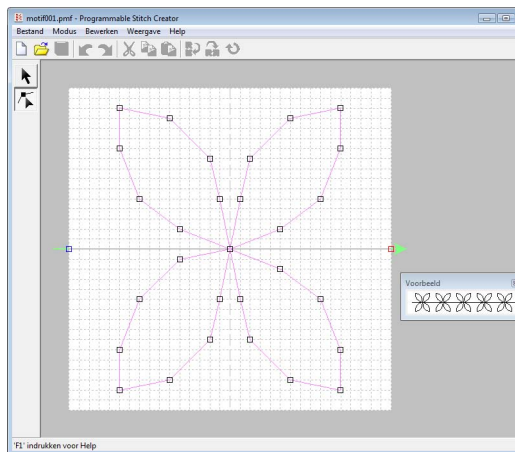 motif001.pmf - Programmable Stitch Creator
Bestand Modus Bewerken Weergave Help
Voorbeeld
'F1' indrukken voor Help